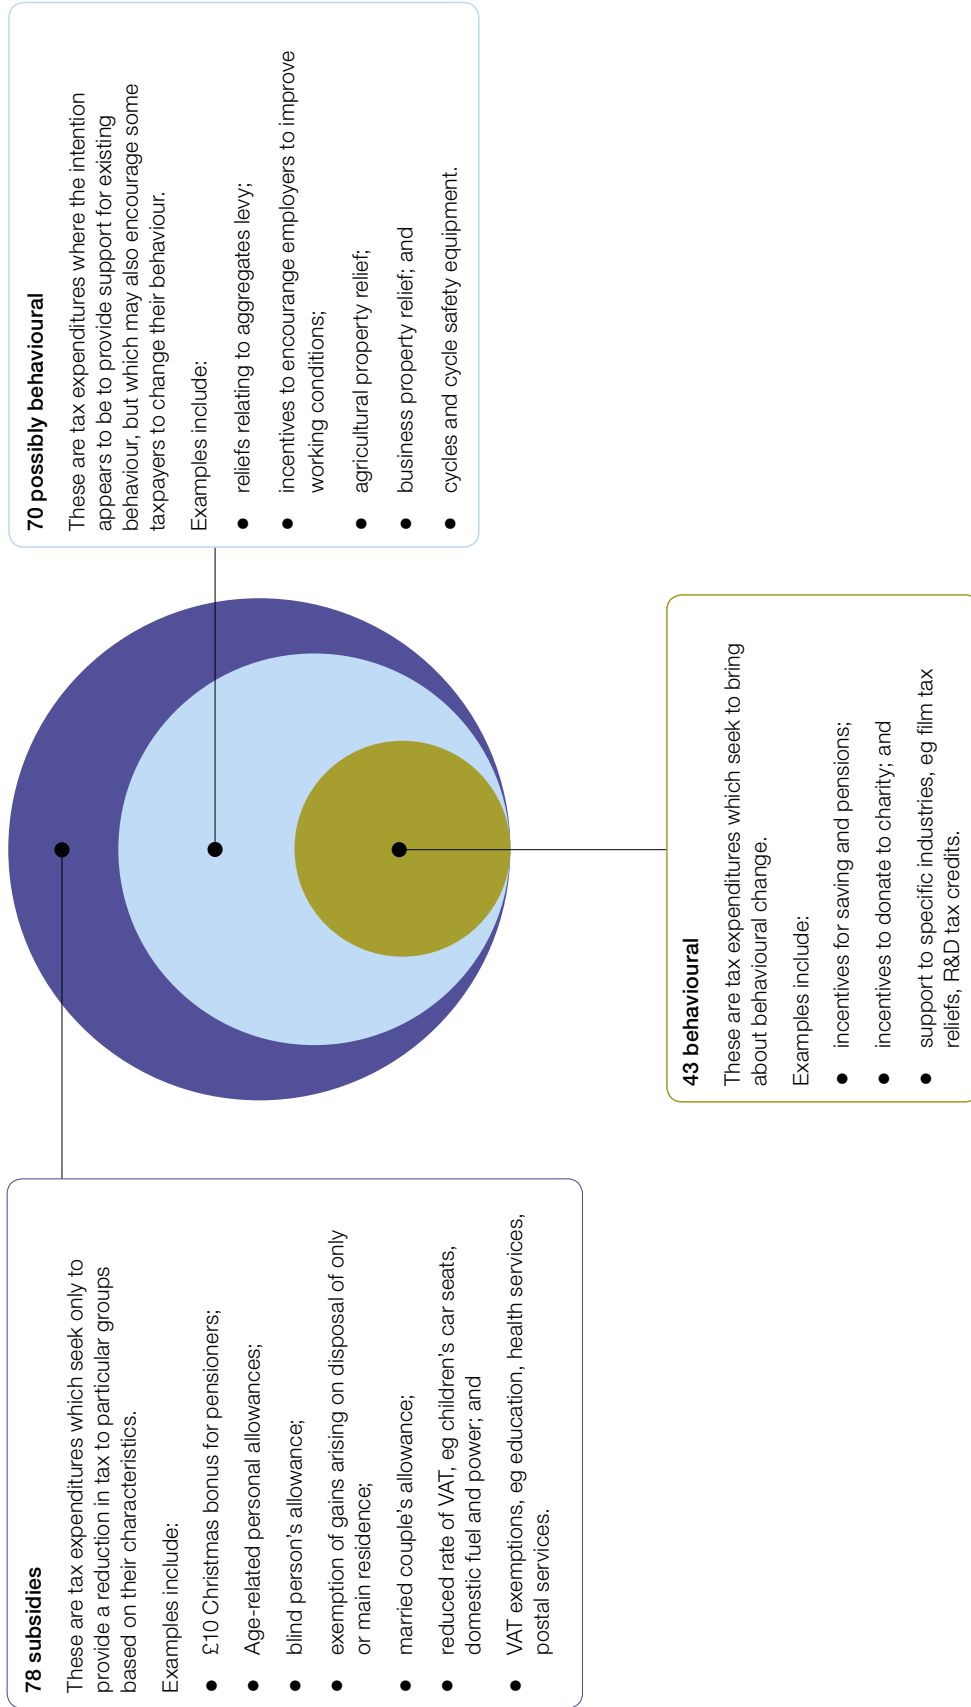 78 subsidies
These are tax expenditures which seek only to
provide a reduction in tax to particular groups
based on their characteristics.
Examples include:
● £10 Christmas bonus for pensioners;
● Age-related personal allowances;
● blind person’s allowance;
● exemption of gains arising on disposal of only
or main residence;
● married couple’s allowance;
● reduced rate of VAT, eg children’s car seats,
domestic fuel and power; and
● VAT exemptions, eg education, health services,
postal services.
43 behavioural
These are tax expenditures which seek to bring
about behavioural change.
Examples include:
● incentives for saving and pensions;
● incentives to donate to charity; and
● support to specific industries, eg film tax
reliefs, R&D tax credits.
70 possibly behavioural
These are tax expenditures where the intention
appears to be to provide support for existing
behaviour, but which may also encourage some
taxpayers to change their behaviour.
Examples include:
● reliefs relating to aggregates levy;
● incentives to encourange employers to improve
working conditions;
● agricultural property relief;
● business property relief; and
● cycles and cycle safety equipment.